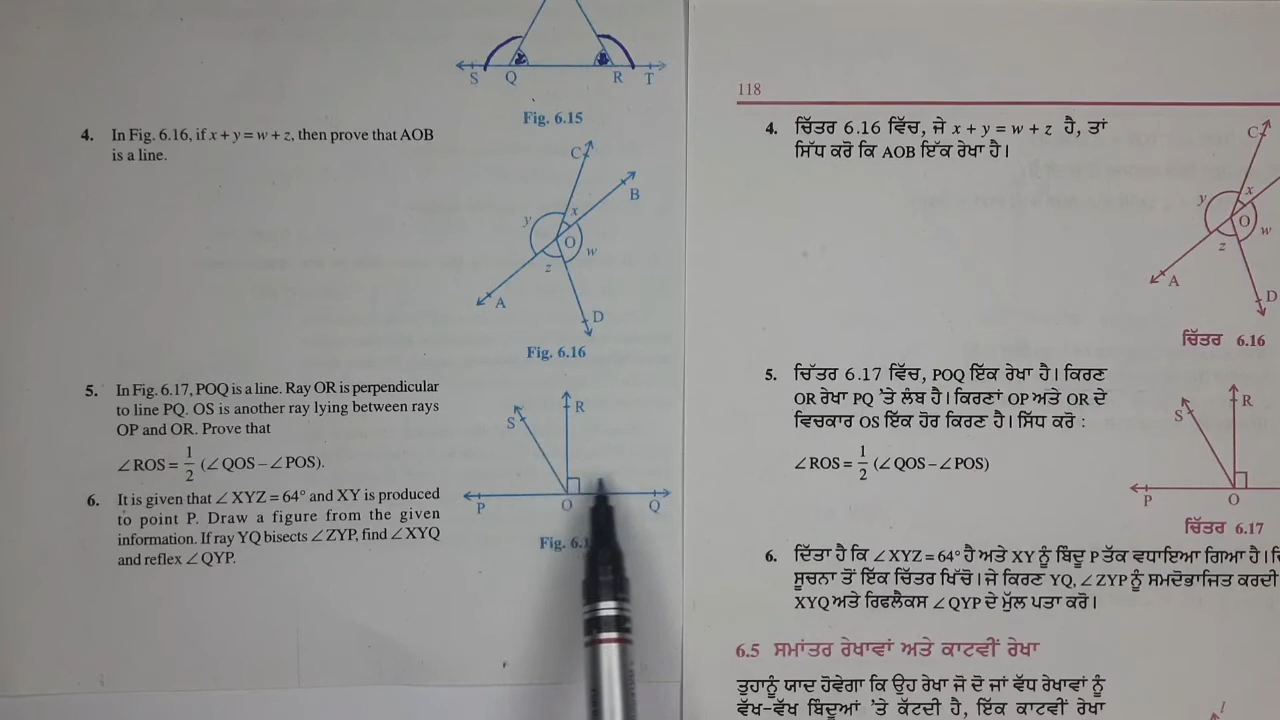 S Q R T
Fig. 6.15
4. In Fig. 6.16, if x + y = w + z, then prove that AOB
is a line.
C
B
y x
O
w
z
A
D
Fig. 6.16
5. In Fig. 6.17, POQ is a line. Ray OR is perpendicular
to line PQ. OS is another ray lying between rays
OP and OR. Prove that
∠ROS = 1/2 (∠QOS – ∠POS).
R
S
P O Q
6. It is given that ∠XYZ = 64° and XY is produced
to point P. Draw a figure from the given
information. If ray YQ bisects ∠ZYP, find ∠XYQ
and reflex ∠QYP.
118
4. ਚਿੱਤਰ 6.16 ਵਿੱਚ, ਜੇ x + y = w + z ਹੈ, ਤਾਂ
ਸਿੱਧ ਕਰੋ ਕਿ AOB ਇੱਕ ਰੇਖਾ ਹੈ।
C
y x
O
w
z
A
D
ਚਿੱਤਰ 6.16
5. ਚਿੱਤਰ 6.17 ਵਿੱਚ, POQ ਇੱਕ ਰੇਖਾ ਹੈ। ਕਿਰਣ
OR ਰੇਖਾ PQ 'ਤੇ ਲੰਬ ਹੈ। ਕਿਰਣਾਂ OP ਅਤੇ OR ਦੇ
ਵਿਚਕਾਰ OS ਇੱਕ ਹੋਰ ਕਿਰਣ ਹੈ। ਸਿੱਧ ਕਰੋ :
∠ROS = 1/2 (∠QOS – ∠POS)
R
S
P O
ਚਿੱਤਰ 6.17
6. ਦਿੱਤਾ ਹੈ ਕਿ ∠XYZ = 64° ਹੈ ਅਤੇ XY ਨੂੰ ਬਿੰਦੂ P ਤੱਕ ਵਧਾਇਆ ਗਿਆ ਹੈ।
ਸੂਚਨਾ ਤੋਂ ਇੱਕ ਚਿੱਤਰ ਖਿੱਚੋ। ਜੇ ਕਿਰਣ YQ, ∠ZYP ਨੂੰ ਸਮਦੋਭਾਜਿਤ ਕਰਦੀ
XYQ ਅਤੇ ਰਿਫਲੈਕਸ ∠QYP ਦੇ ਮੁੱਲ ਪਤਾ ਕਰੋ।
6.5 ਸਮਾਂਤਰ ਰੇਖਾਵਾਂ ਅਤੇ ਕਾਟਵੀਂ ਰੇਖਾ
ਤੁਹਾਨੂੰ ਯਾਦ ਹੋਵੇਗਾ ਕਿ ਉਹ ਰੇਖਾ ਜੋ ਦੋ ਜਾਂ ਵੱਧ ਰੇਖਾਵਾਂ ਨੂੰ
ਵੱਖ-ਵੱਖ ਬਿੰਦੂਆਂ 'ਤੇ ਕੱਟਦੀ ਹੈ, ਇੱਕ ਕਾਟਵੀਂ ਰੇਖਾ
l